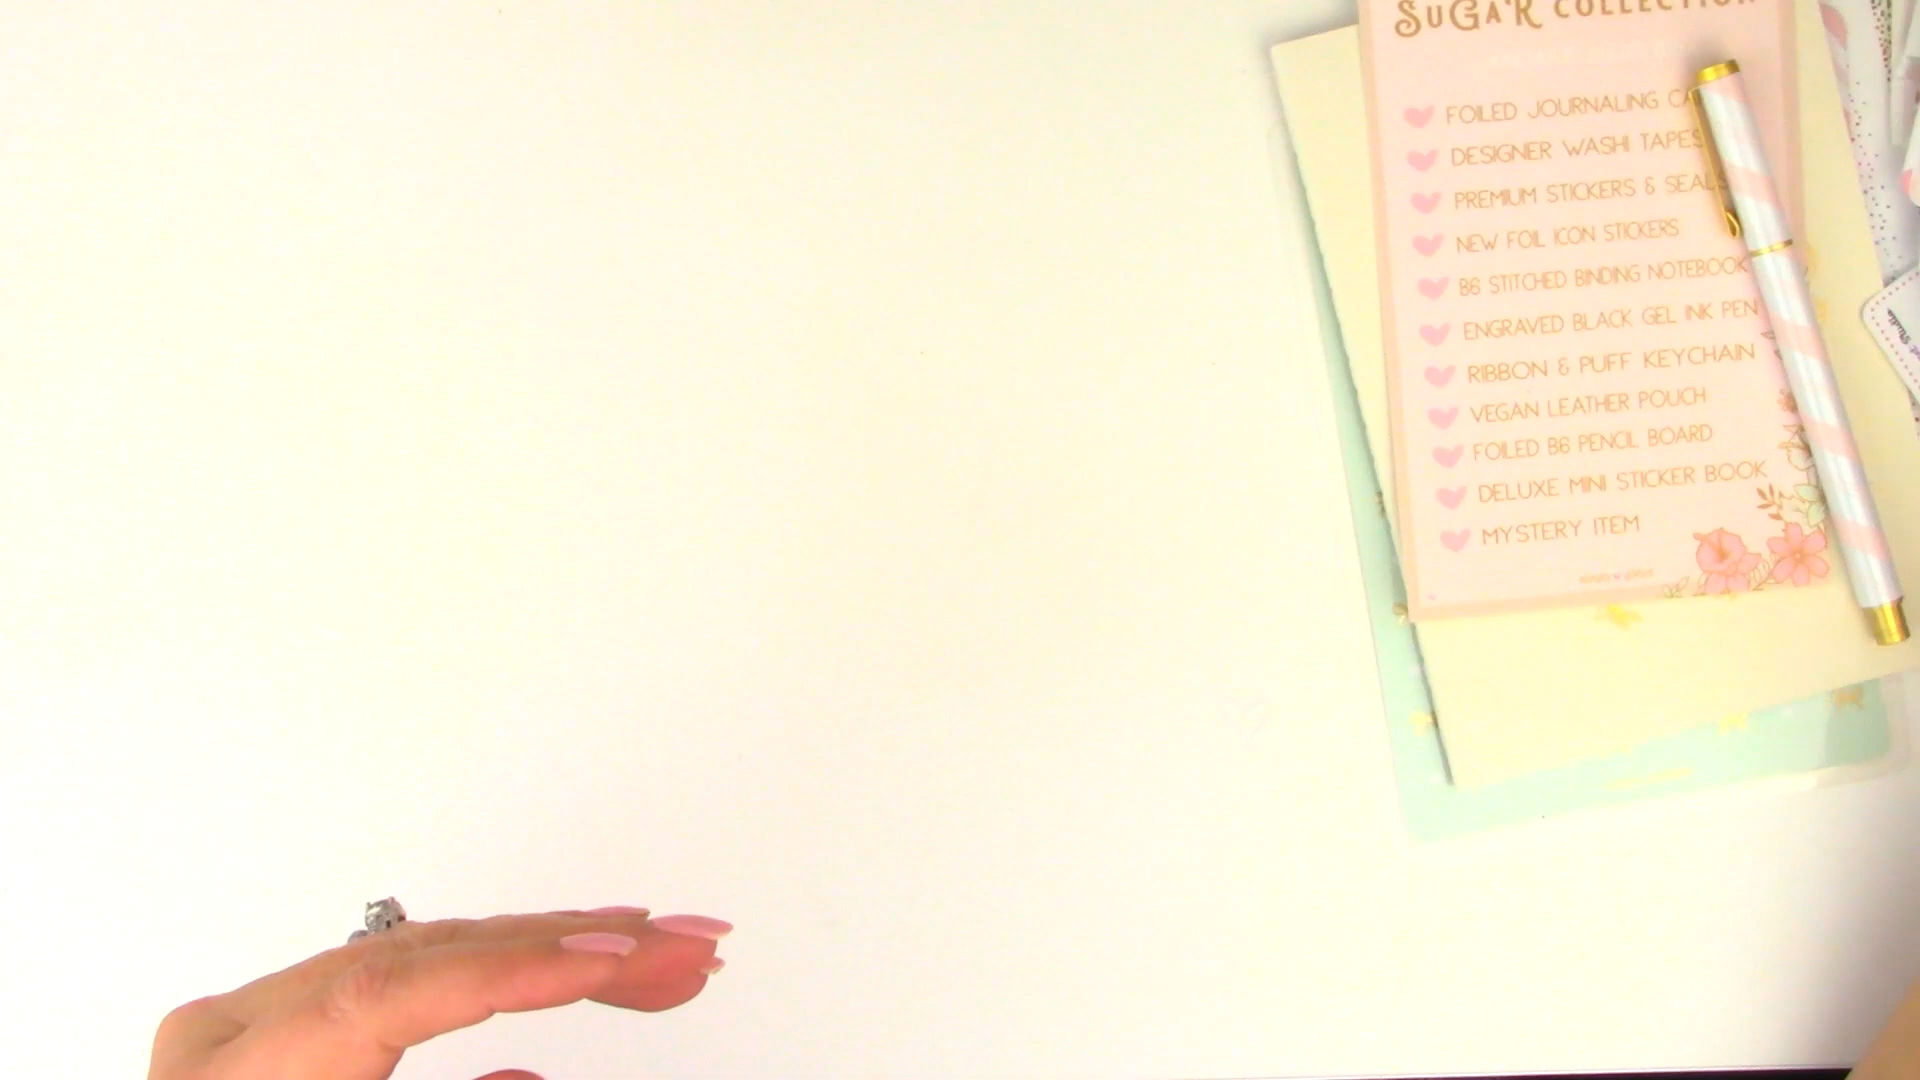 SUGAR COLLECTION
FOILED JOURNALING
DESIGNER WASHI TAPES
PREMIUM STICKERS & SEALS
NEW FOIL ICON STICKERS
B6 STITCHED BINDING NOTEBOOK
ENGRAVED BLACK GEL INK PEN
RIBBON & PUFF KEYCHAIN
VEGAN LEATHER POUCH
FOILED B6 PENCIL BOARD
DELUXE MINI STICKER BOOK
MYSTERY ITEM